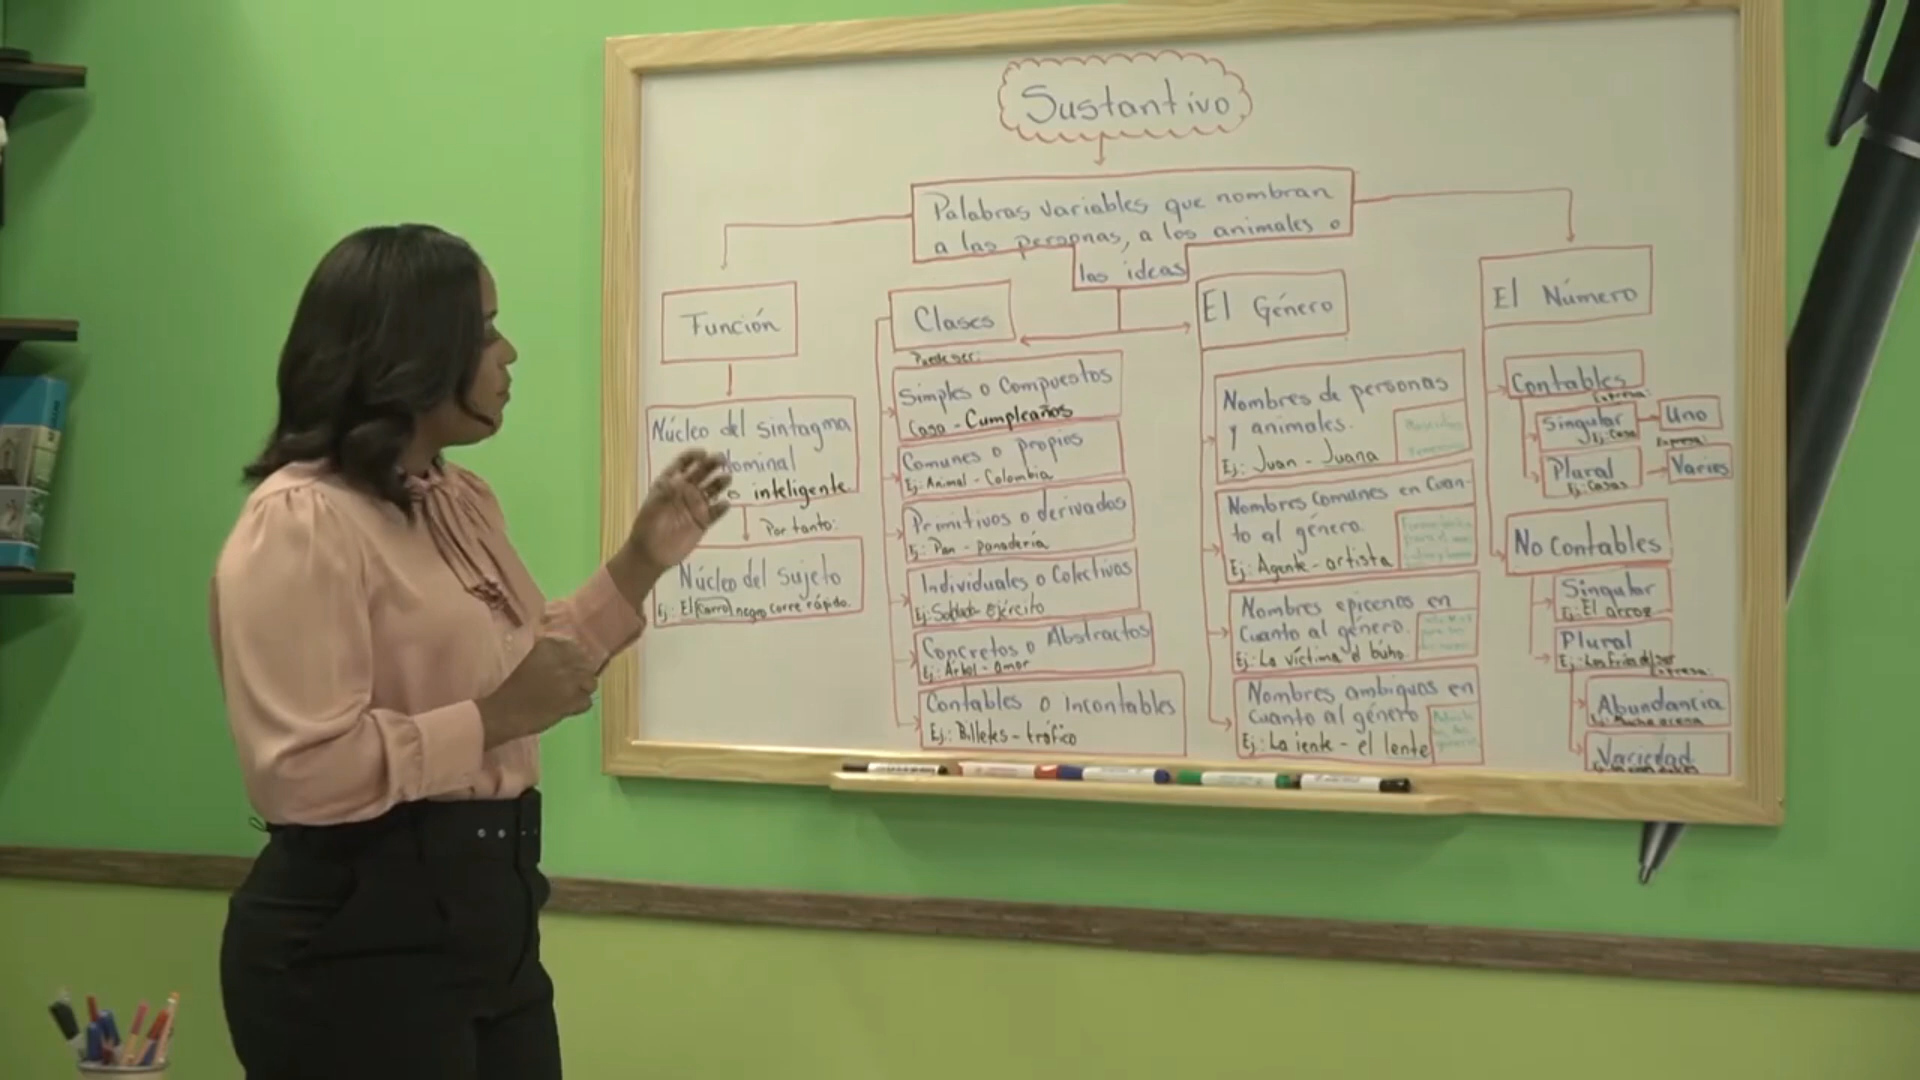 Sustantivo
Palabras variables que nombran
a las personas, a los animales o
las ideas
Función
Núcleo del sintagma
Nominal
inteligente
Por tanto:
Núcleo del sujeto
Ej: El carro negro corre rápido.
Clases
Puede ser:
Simples o Compuestos
Casa - Cumpleaños
Comunes o propios
Ej: Animal - Colombia
Primitivos o derivados
Ej: Pan - panadería
Individuales o Colectivos
Ej: Soldado - ejército
Concretos o Abstractos
Ej: Árbol - amor
Contables o incontables
Ej: Billetes - tráfico
El Género
Nombres de personas
y animales.
Ej: Juan - Juana
Nombres Comunes en Cuan-
to al género.
Ej: Agente - artista
Nombres epicenos en
Cuanto al género.
Ej: La víctima, el búho
Nombres ambiguos en
Cuanto al género
Ej: La lente - el lente
El Número
Contables
Expresa:
Singular
Ej: Casa
Uno
Expresa:
Plural
Ej: Casas
Varios
No Contables
Singular
Ej: El arroz
Plural
Expresa:
Abundancia
Ej: Mucha arena
Variedad